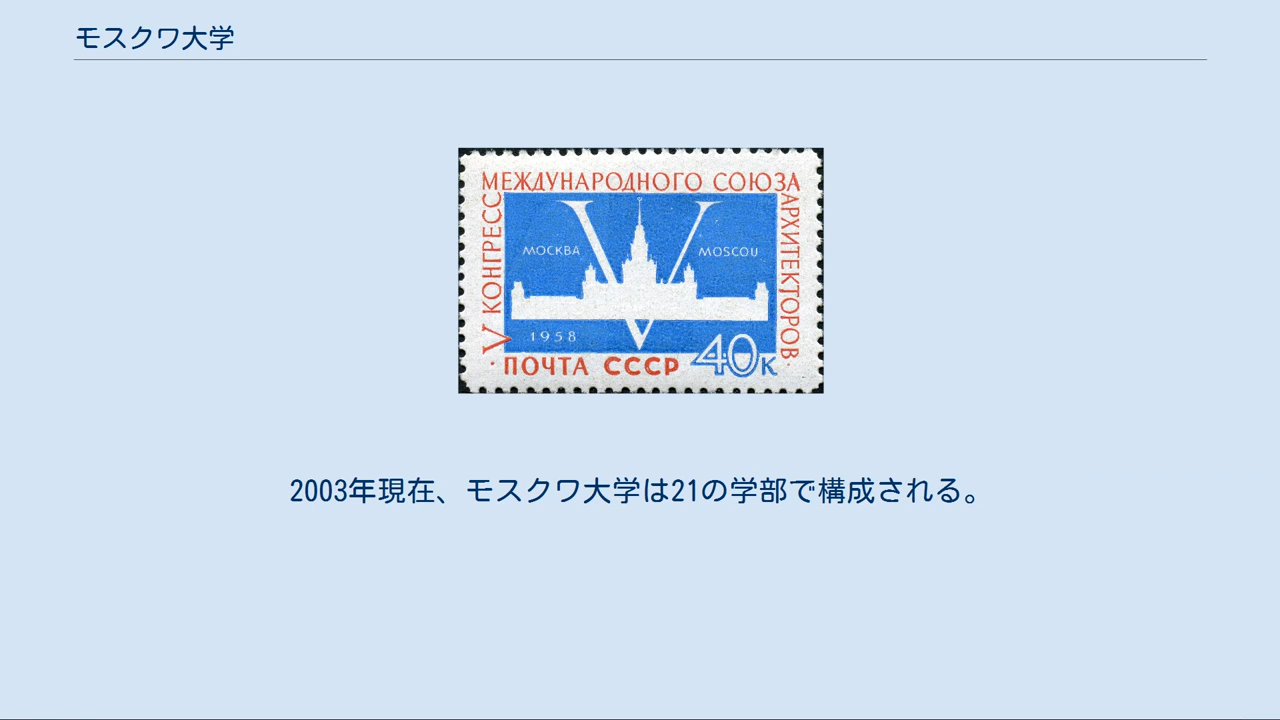 モスクワ大学
V КОНГРЕСС
МЕЖДУНАРОДНОГО СОЮЗА
АРХИТЕКТОРОВ
V
МОСКВА
MOSCOU
1958
ПОЧТА СССР
40к
2003年現在、モスクワ大学は21の学部で構成される。